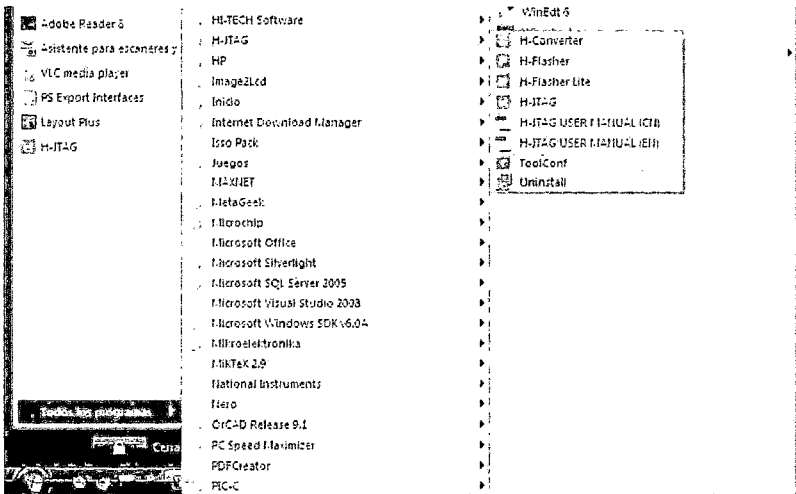 Adobe Reader 8
Asistente para escáneres y
VLC media player
PS Export Interfaces
Layout Plus
H-JTAG
Todos los programas
Cerra
HI-TECH Software
H-JTAG
HP
Image2Lcd
Inicio
Internet Download Manager
Isso Pack
Juegos
MAXNET
MetaGeek
Microchip
Microsoft Office
Microsoft Silverlight
Microsoft SQL Server 2005
Microsoft Visual Studio 2008
Microsoft Windows SDK v6.0A
Mikroelektronika
MiKTeX 2.9
National Instruments
Nero
OrCAD Release 9.1
PC Speed Maximizer
PDFCreator
PIC-C
WinEdt 6
H-Converter
H-Flasher
H-Flasher Lite
H-JTAG
H-JTAG USER MANUAL (CN)
H-JTAG USER MANUAL (EN)
ToolConf
Uninstall